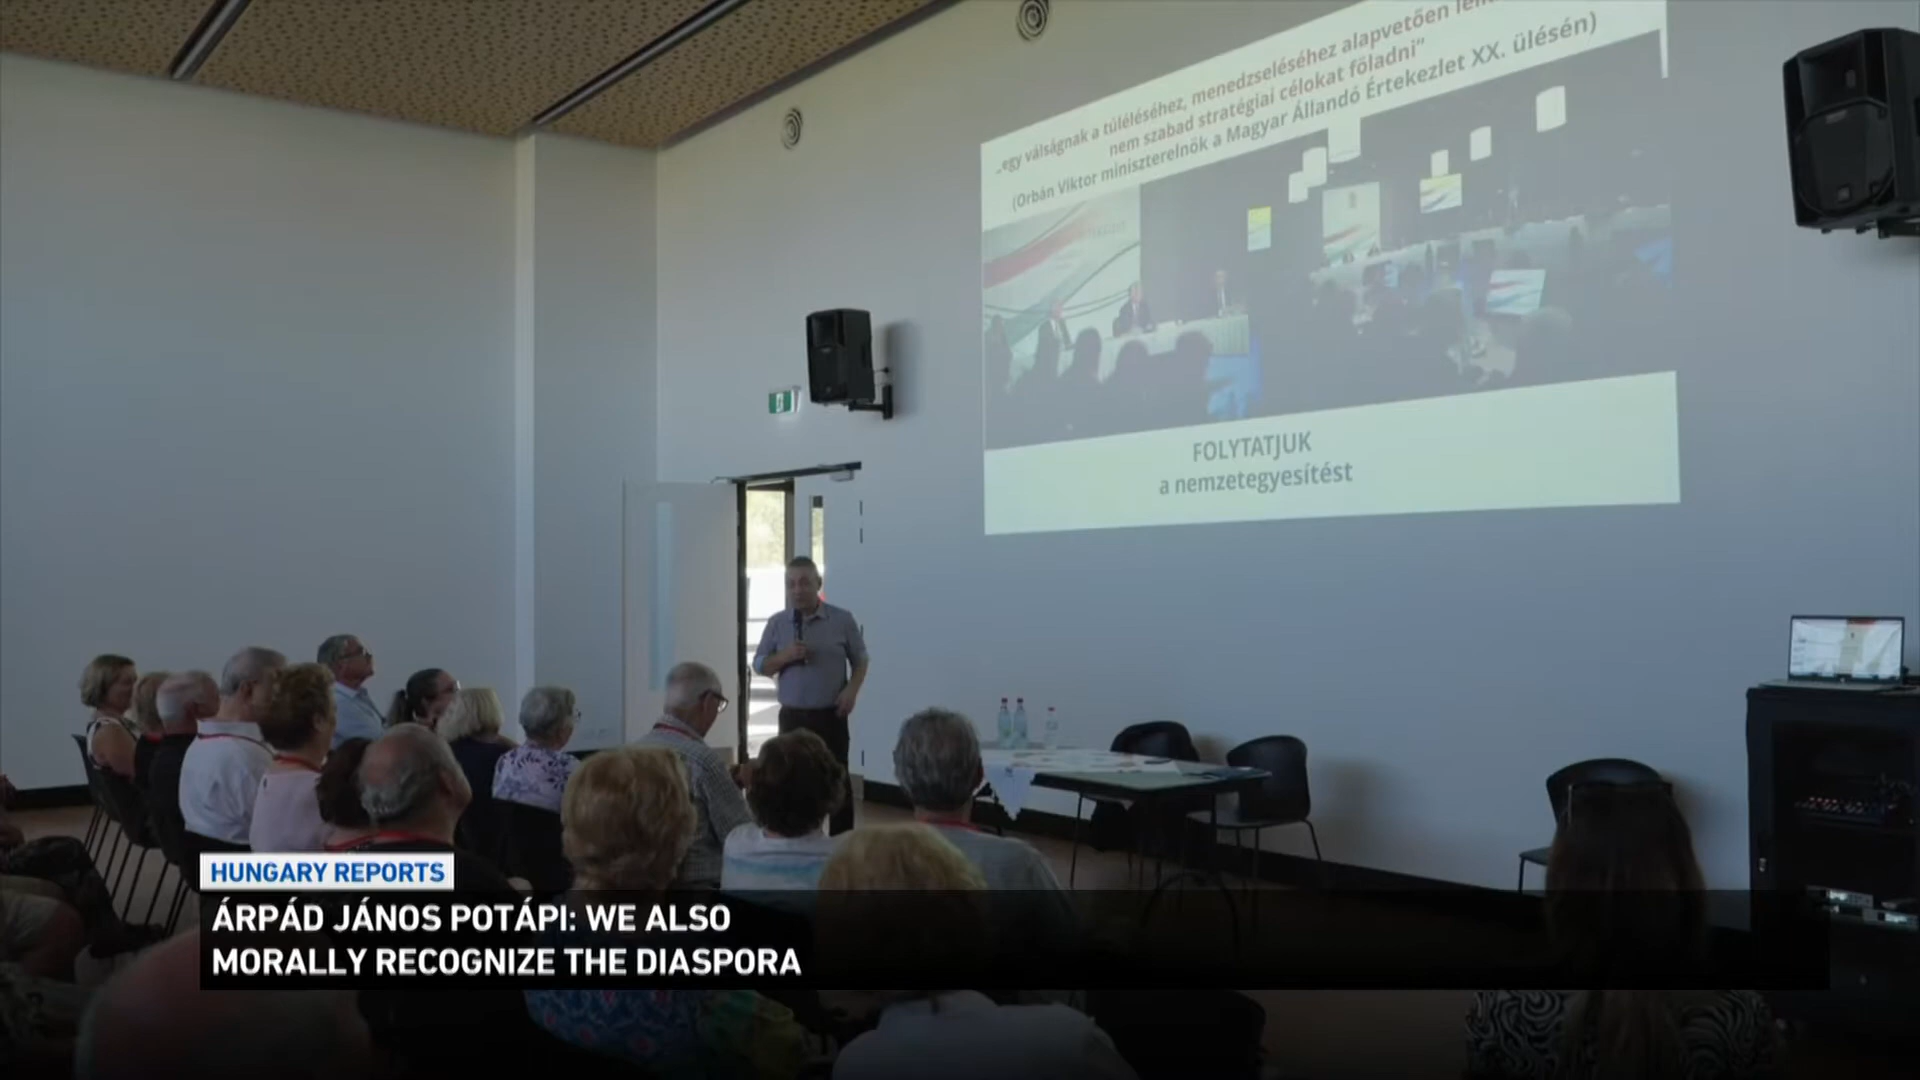 „egy válságnak a túléléséhez, menedzseléséhez alapvetően
nem szabad stratégiai célokat föladni”
(Orbán Viktor miniszterelnök a Magyar Állandó Értekezlet XX. ülésén)
FOLYTATJUK
a nemzetegyesítést
HUNGARY REPORTS
ÁRPÁD JÁNOS POTÁPI: WE ALSO
MORALLY RECOGNIZE THE DIASPORA